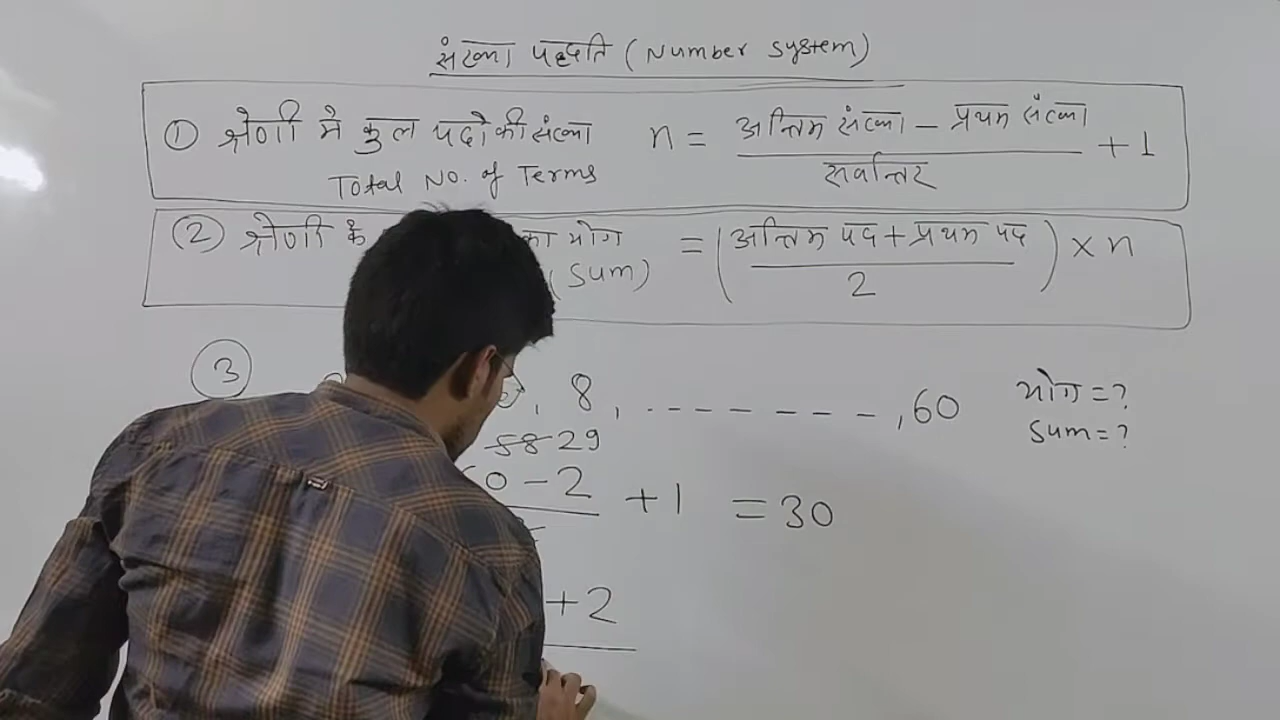 संख्या पद्धति (Number system)
① श्रेणी मे कुल पदो की संख्या n = अन्तिम संख्या - प्रथम संख्या / सर्वान्तर + 1
Total No. of Terms
② श्रेणी के का योग = (अन्तिम पद + प्रथम पद / 2) × n
(Sum)
③ , 8, - - - - - - - , 60 योग = ?
58 29 Sum = ?
0 - 2 + 1 = 30
+ 2